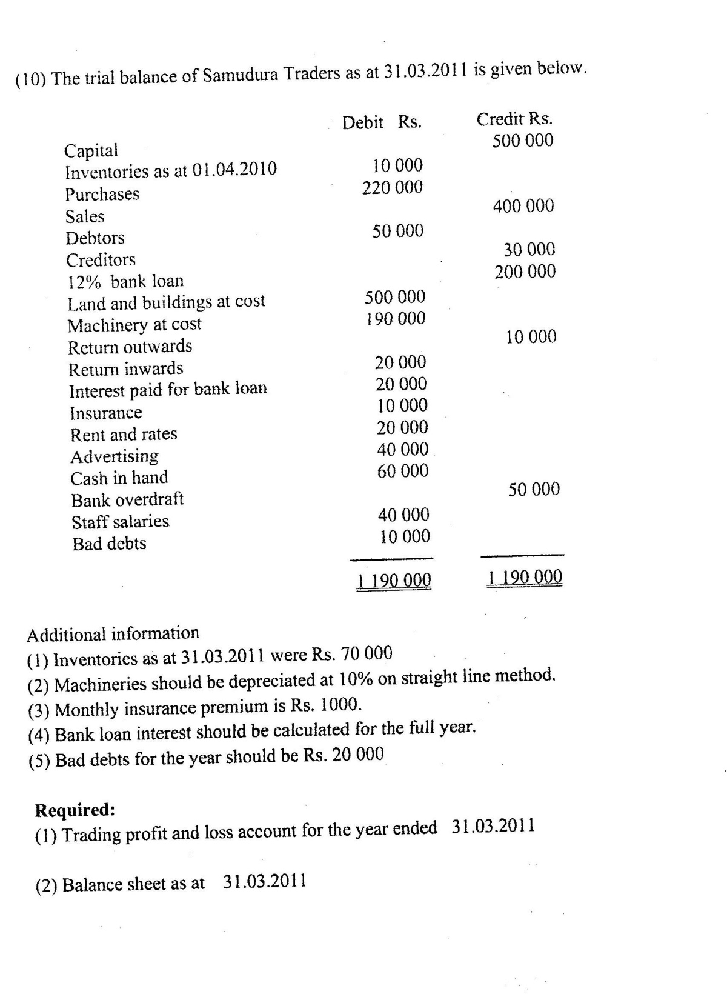 (10) The trial balance of Samudura Traders as at 31.03.2011 is given below.
Debit Rs. Credit Rs.
Capital 500 000
Inventories as at 01.04.2010 10 000
Purchases 220 000
Sales 400 000
Debtors 50 000
Creditors 30 000
12% bank loan 200 000
Land and buildings at cost 500 000
Machinery at cost 190 000
Return outwards 10 000
Return inwards 20 000
Interest paid for bank loan 20 000
Insurance 10 000
Rent and rates 20 000
Advertising 40 000
Cash in hand 60 000
Bank overdraft 50 000
Staff salaries 40 000
Bad debts 10 000
1 190 000 1 190 000
Additional information
(1) Inventories as at 31.03.2011 were Rs. 70 000
(2) Machineries should be depreciated at 10% on straight line method.
(3) Monthly insurance premium is Rs. 1000.
(4) Bank loan interest should be calculated for the full year.
(5) Bad debts for the year should be Rs. 20 000
Required:
(1) Trading profit and loss account for the year ended 31.03.2011
(2) Balance sheet as at 31.03.2011